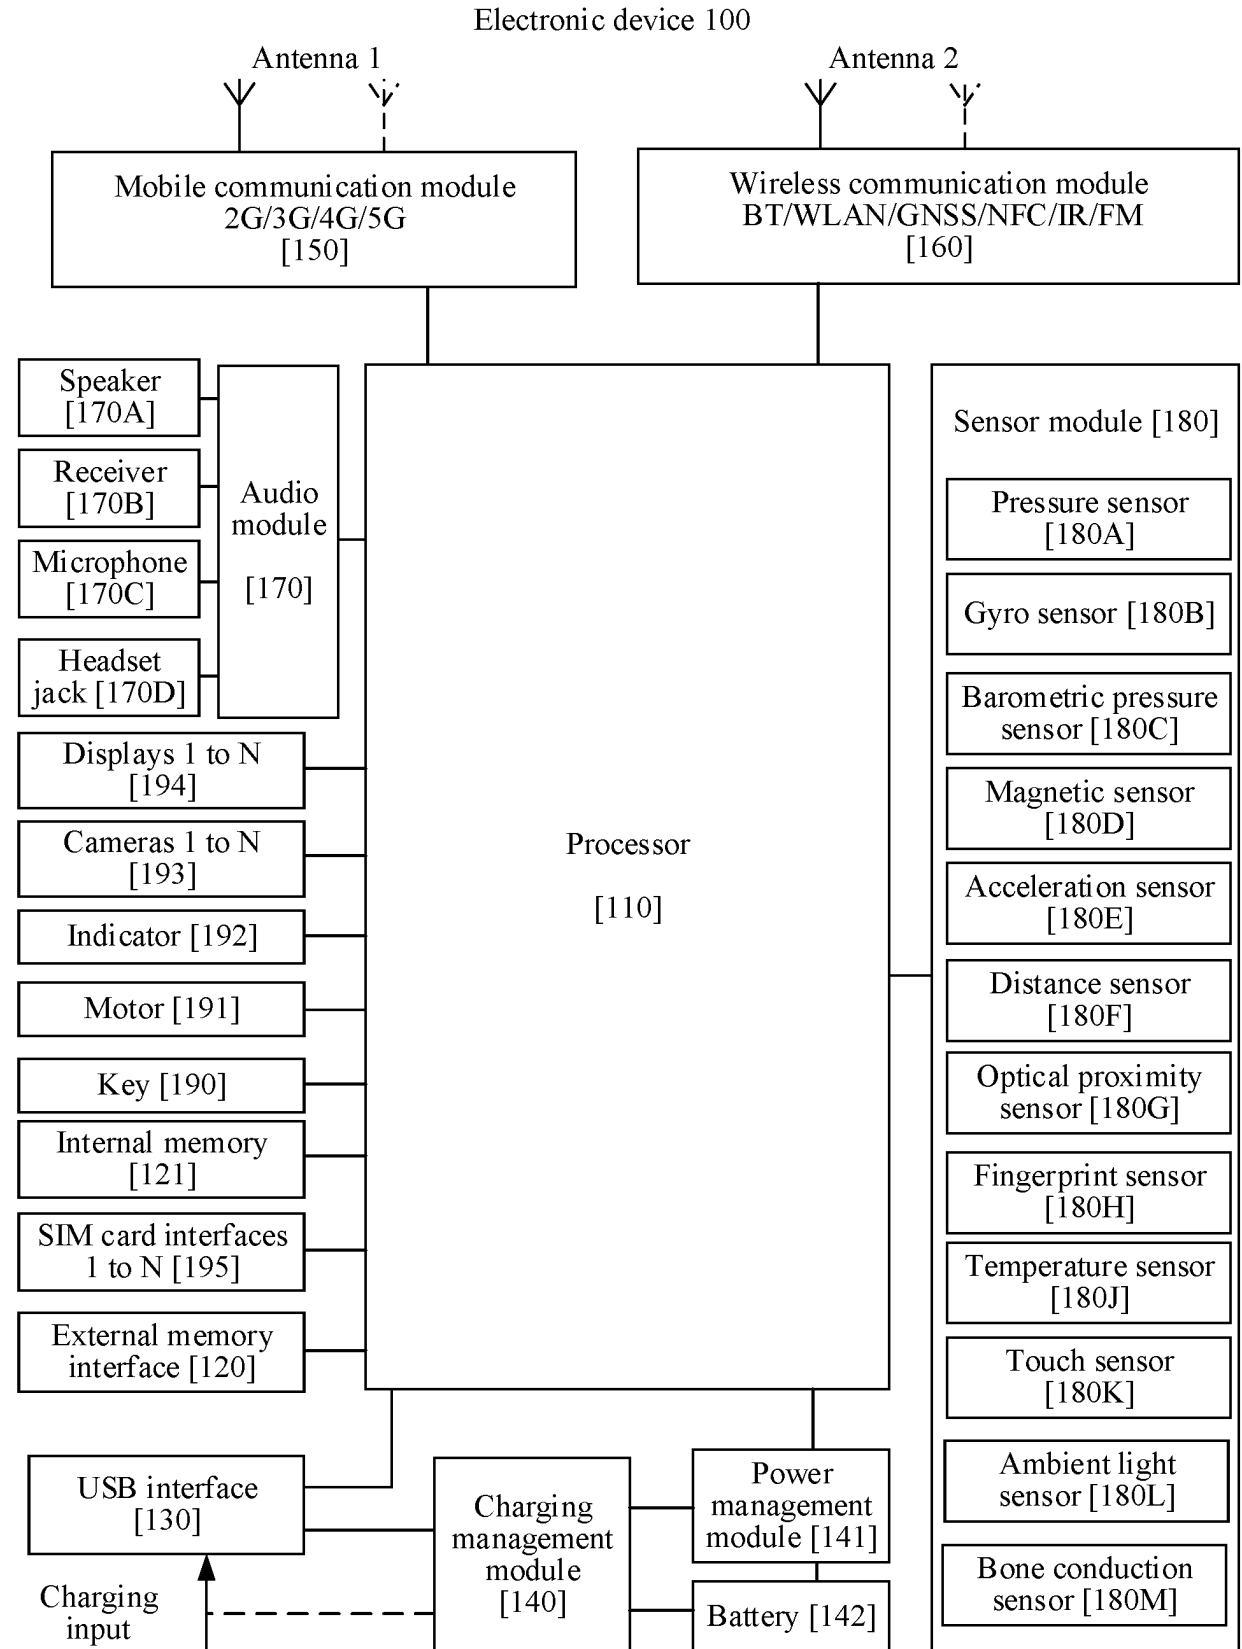 Electronic device 100
Antenna 1
Antenna 2
Mobile communication module
2G/3G/4G/5G
[150]
Wireless communication module
BT/WLAN/GNSS/NFC/IR/FM
[160]
Speaker
[170A]
Receiver
[170B]
Microphone
[170C]
Headset
jack [170D]
Audio
module
[170]
Displays 1 to N
[194]
Cameras 1 to N
[193]
Indicator [192]
Motor [191]
Key [190]
Internal memory
[121]
SIM card interfaces
1 to N [195]
External memory
interface [120]
Processor
[110]
Sensor module [180]
Pressure sensor
[180A]
Gyro sensor [180B]
Barometric pressure
sensor [180C]
Magnetic sensor
[180D]
Acceleration sensor
[180E]
Distance sensor
[180F]
Optical proximity
sensor [180G]
Fingerprint sensor
[180H]
Temperature sensor
[180J]
Touch sensor
[180K]
Ambient light
sensor [180L]
Bone conduction
sensor [180M]
USB interface
[130]
Charging
input
Charging
management
module
[140]
Power
management
module [141]
Battery [142]